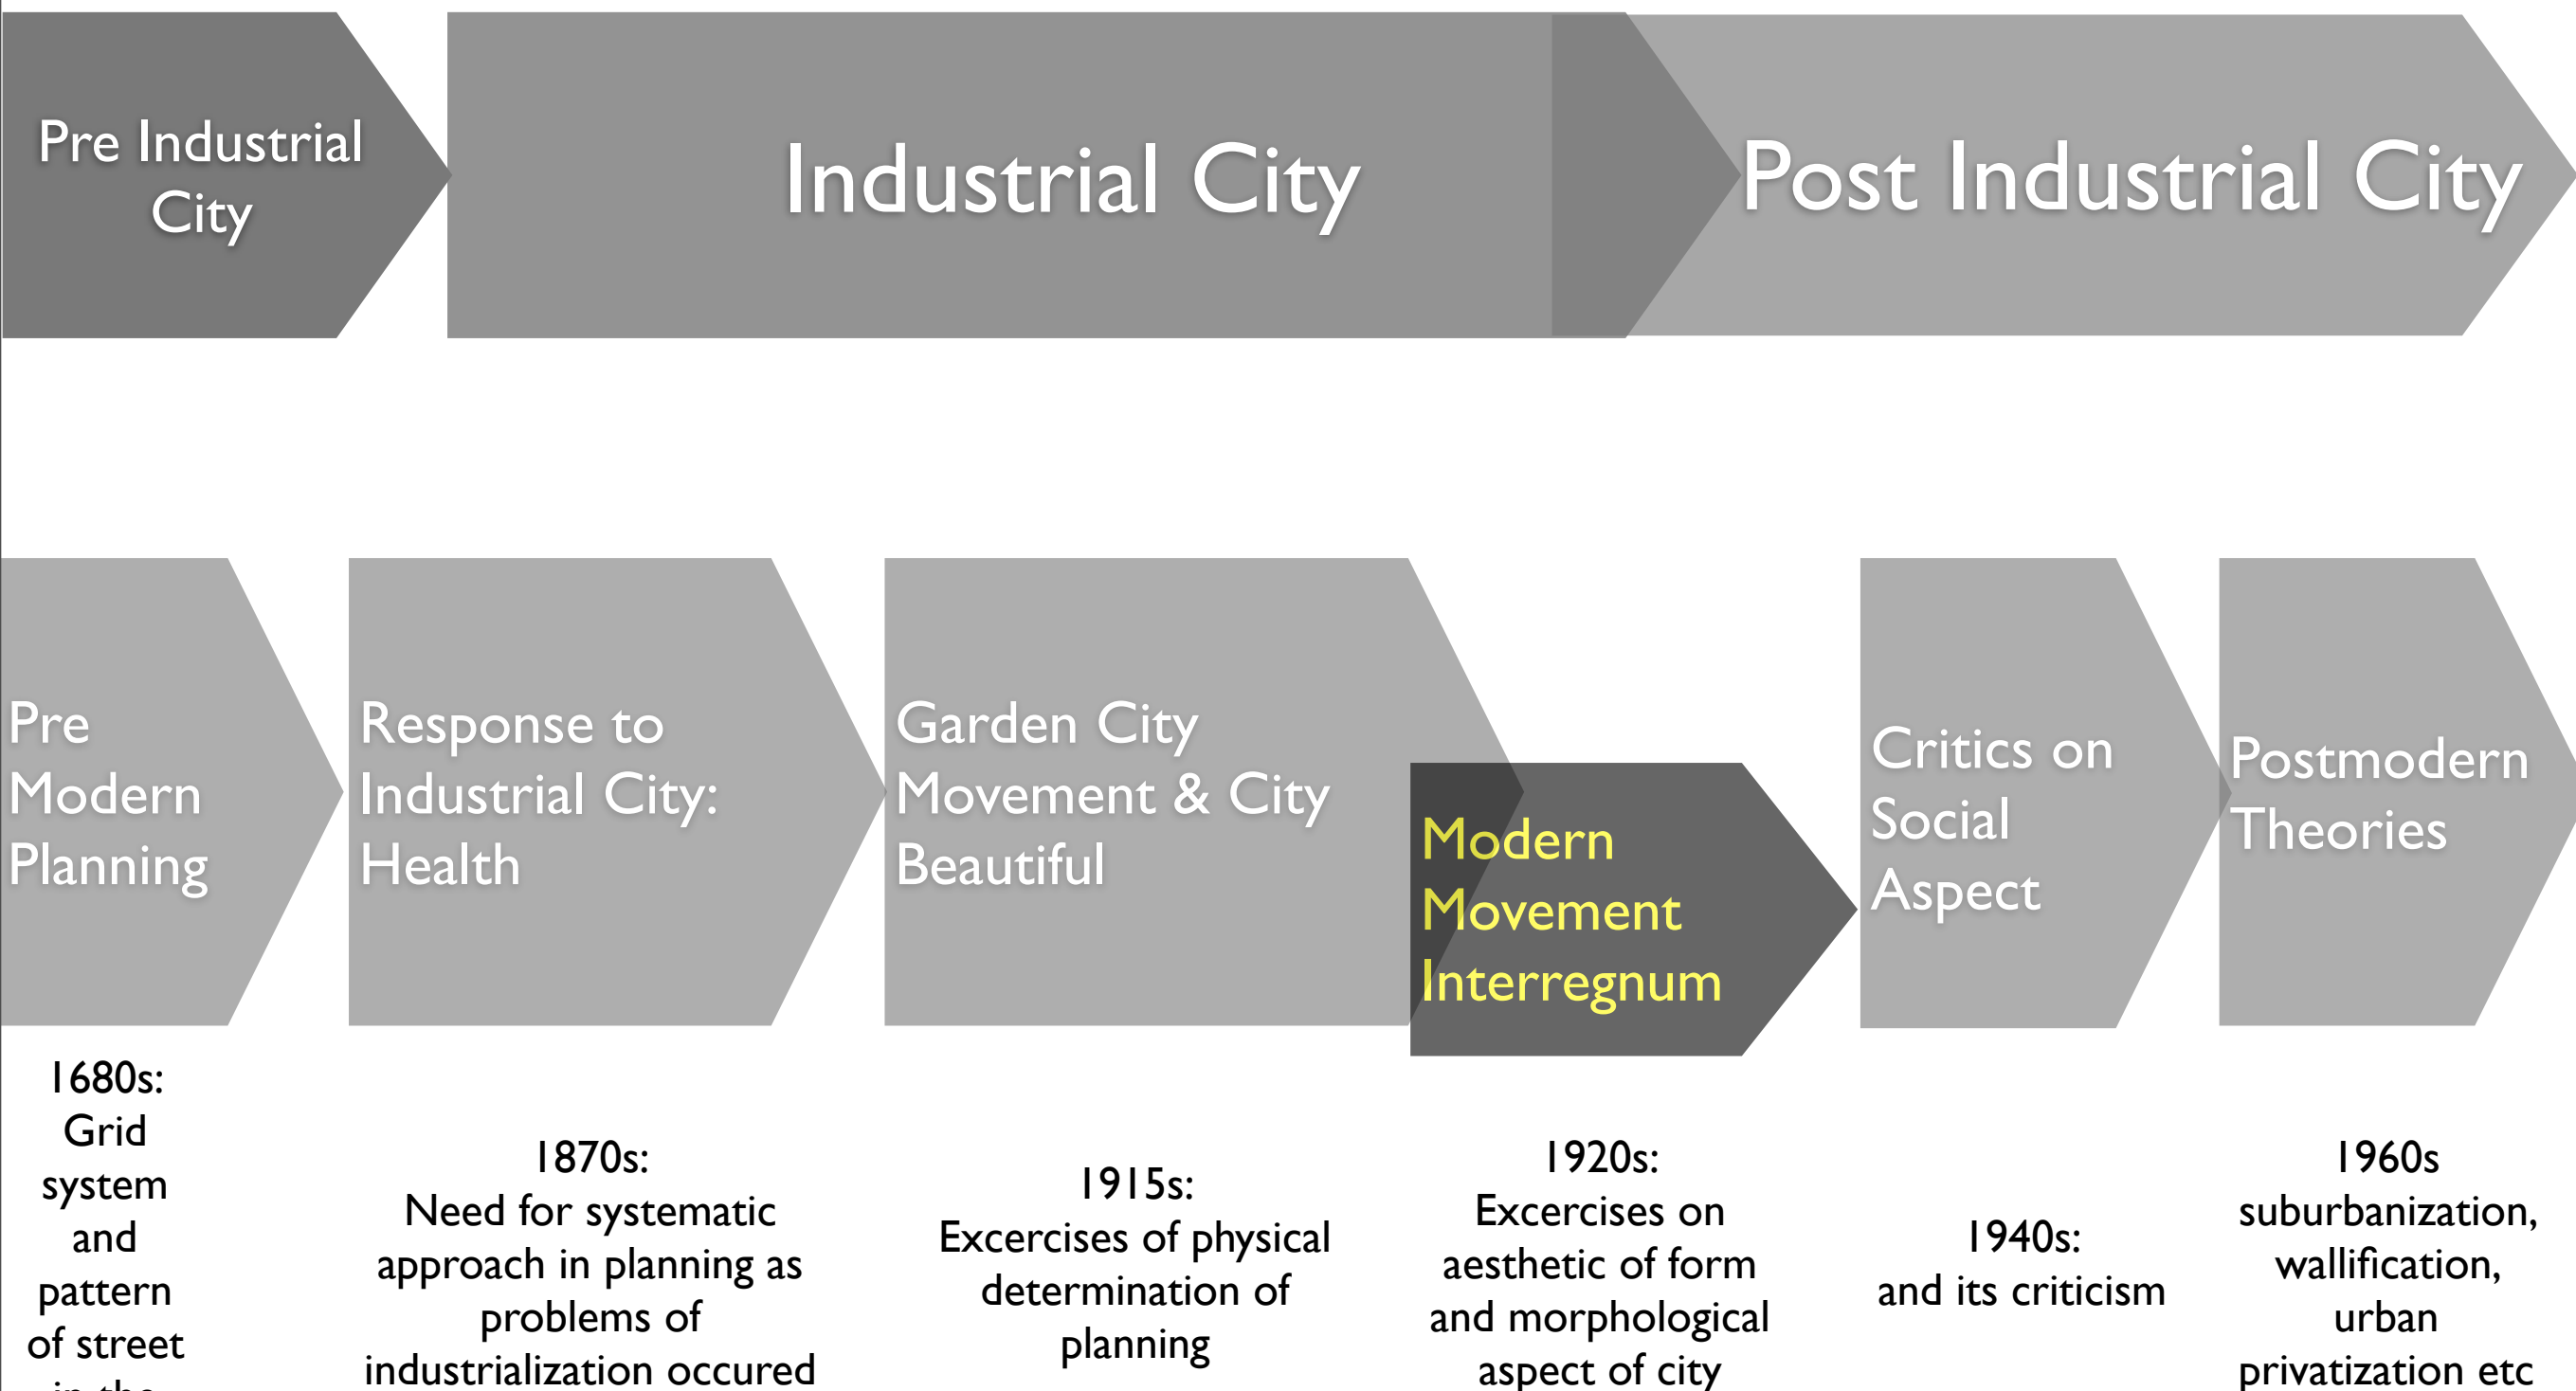 Pre Industrial
City
Industrial City
Post Industrial City
Pre
Modern
Planning
Response to
Industrial City:
Health
Garden City
Movement & City
Beautiful
Modern
Movement
Interregnum
Critics on
Social
Aspect
Postmodern
Theories
1680s:
Grid
system
and
pattern
of street
in the
1870s:
Need for systematic
approach in planning as
problems of
industrialization occured
1915s:
Excercises of physical
determination of
planning
1920s:
Excercises on
aesthetic of form
and morphological
aspect of city
1940s:
and its criticism
1960s
suburbanization,
wallification,
urban
privatization etc